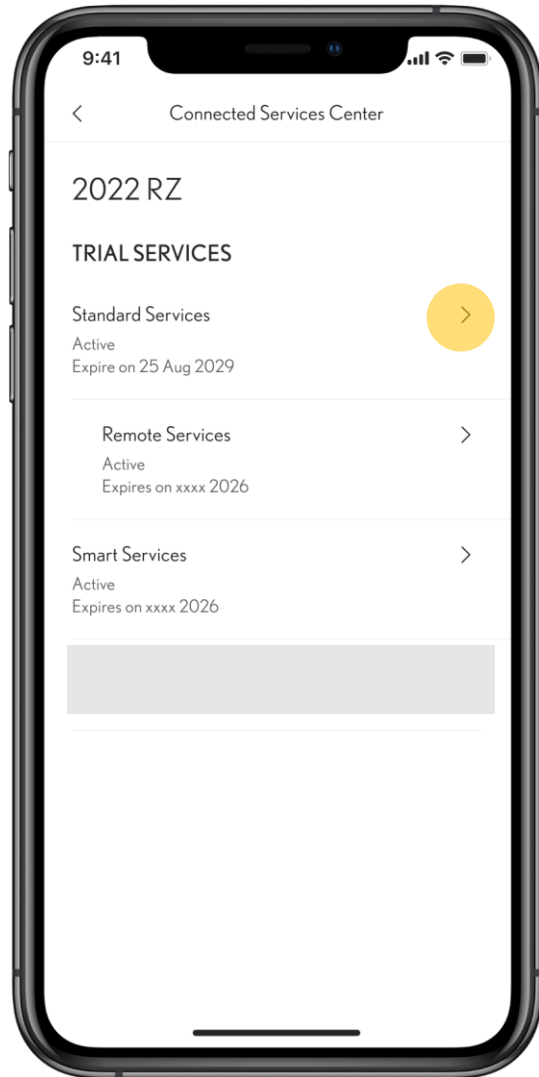 9:41
Connected Services Center
2022 RZ
TRIAL SERVICES
Standard Services
Active
Expire on 25 Aug 2029
Remote Services
Active
Expires on xxxx 2026
Smart Services
Active
Expires on xxxx 2026